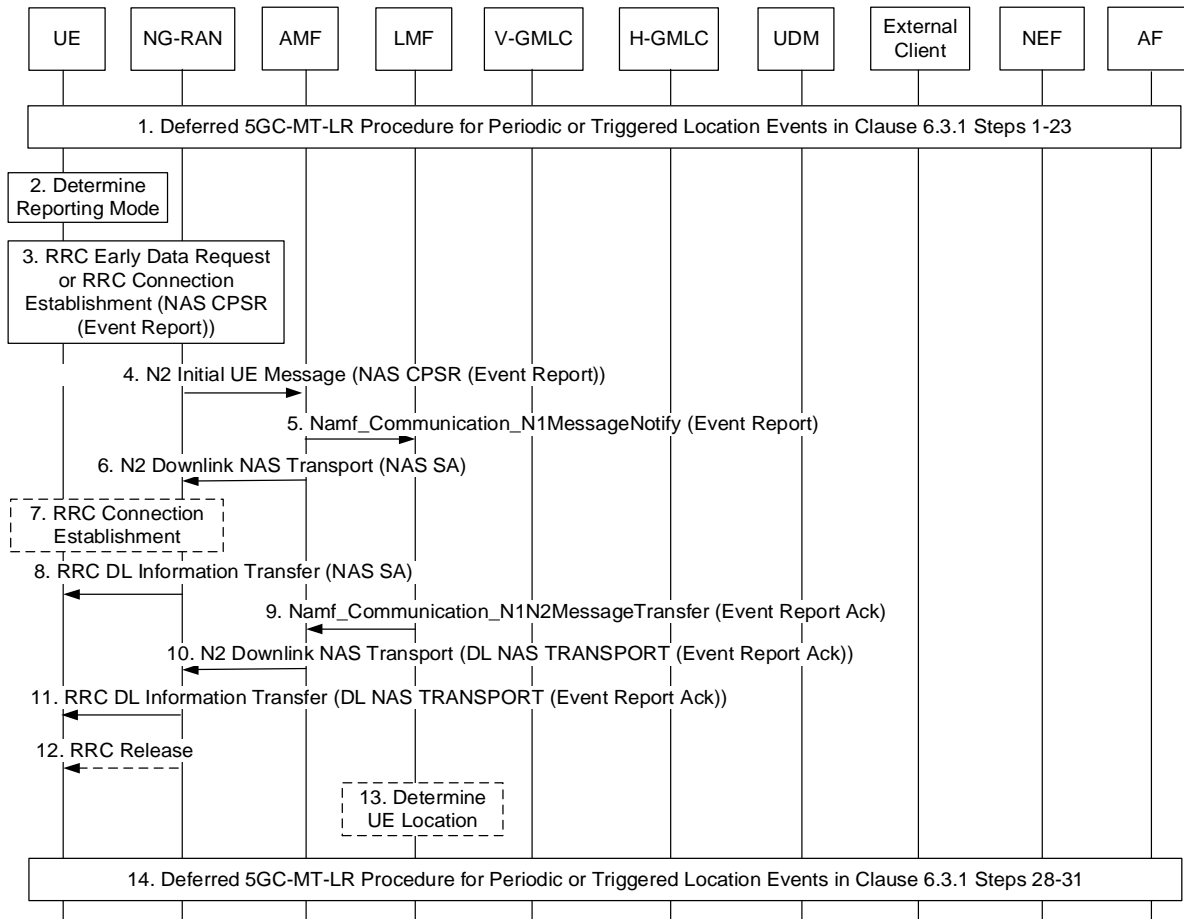 UE
NG-RAN
AMF
LMF
V-GMLC
H-GMLC
UDM
External
Client
NEF
AF
1. Deferred 5GC-MT-LR Procedure for Periodic or Triggered Location Events in Clause 6.3.1 Steps 1-23
2. Determine
Reporting Mode
3. RRC Early Data Request
or RRC Connection
Establishment (NAS CPSR
(Event Report))
4. N2 Initial UE Message (NAS CPSR (Event Report))
5. Namf_Communication_N1MessageNotify (Event Report)
6. N2 Downlink NAS Transport (NAS SA)
7. RRC Connection
Establishment
8. RRC DL Information Transfer (NAS SA)
9. Namf_Communication_N1N2MessageTransfer (Event Report Ack)
10. N2 Downlink NAS Transport (DL NAS TRANSPORT (Event Report Ack))
11. RRC DL Information Transfer (DL NAS TRANSPORT (Event Report Ack))
12. RRC Release
13. Determine
UE Location
14. Deferred 5GC-MT-LR Procedure for Periodic or Triggered Location Events in Clause 6.3.1 Steps 28-31